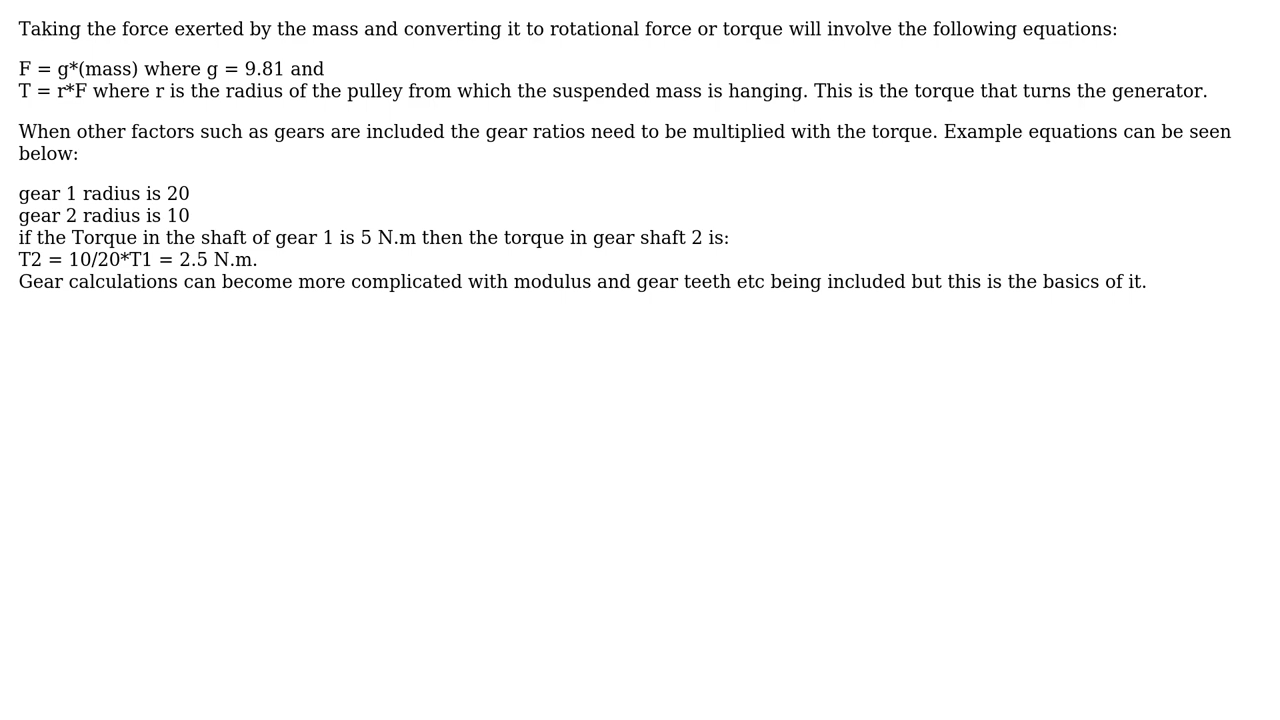 Taking the force exerted by the mass and converting it to rotational force or torque will involve the following equations:
F = g*(mass) where g = 9.81 and
T = r*F where r is the radius of the pulley from which the suspended mass is hanging. This is the torque that turns the generator.
When other factors such as gears are included the gear ratios need to be multiplied with the torque. Example equations can be seen
below:
gear 1 radius is 20
gear 2 radius is 10
if the Torque in the shaft of gear 1 is 5 N.m then the torque in gear shaft 2 is:
T2 = 10/20*T1 = 2.5 N.m.
Gear calculations can become more complicated with modulus and gear teeth etc being included but this is the basics of it.